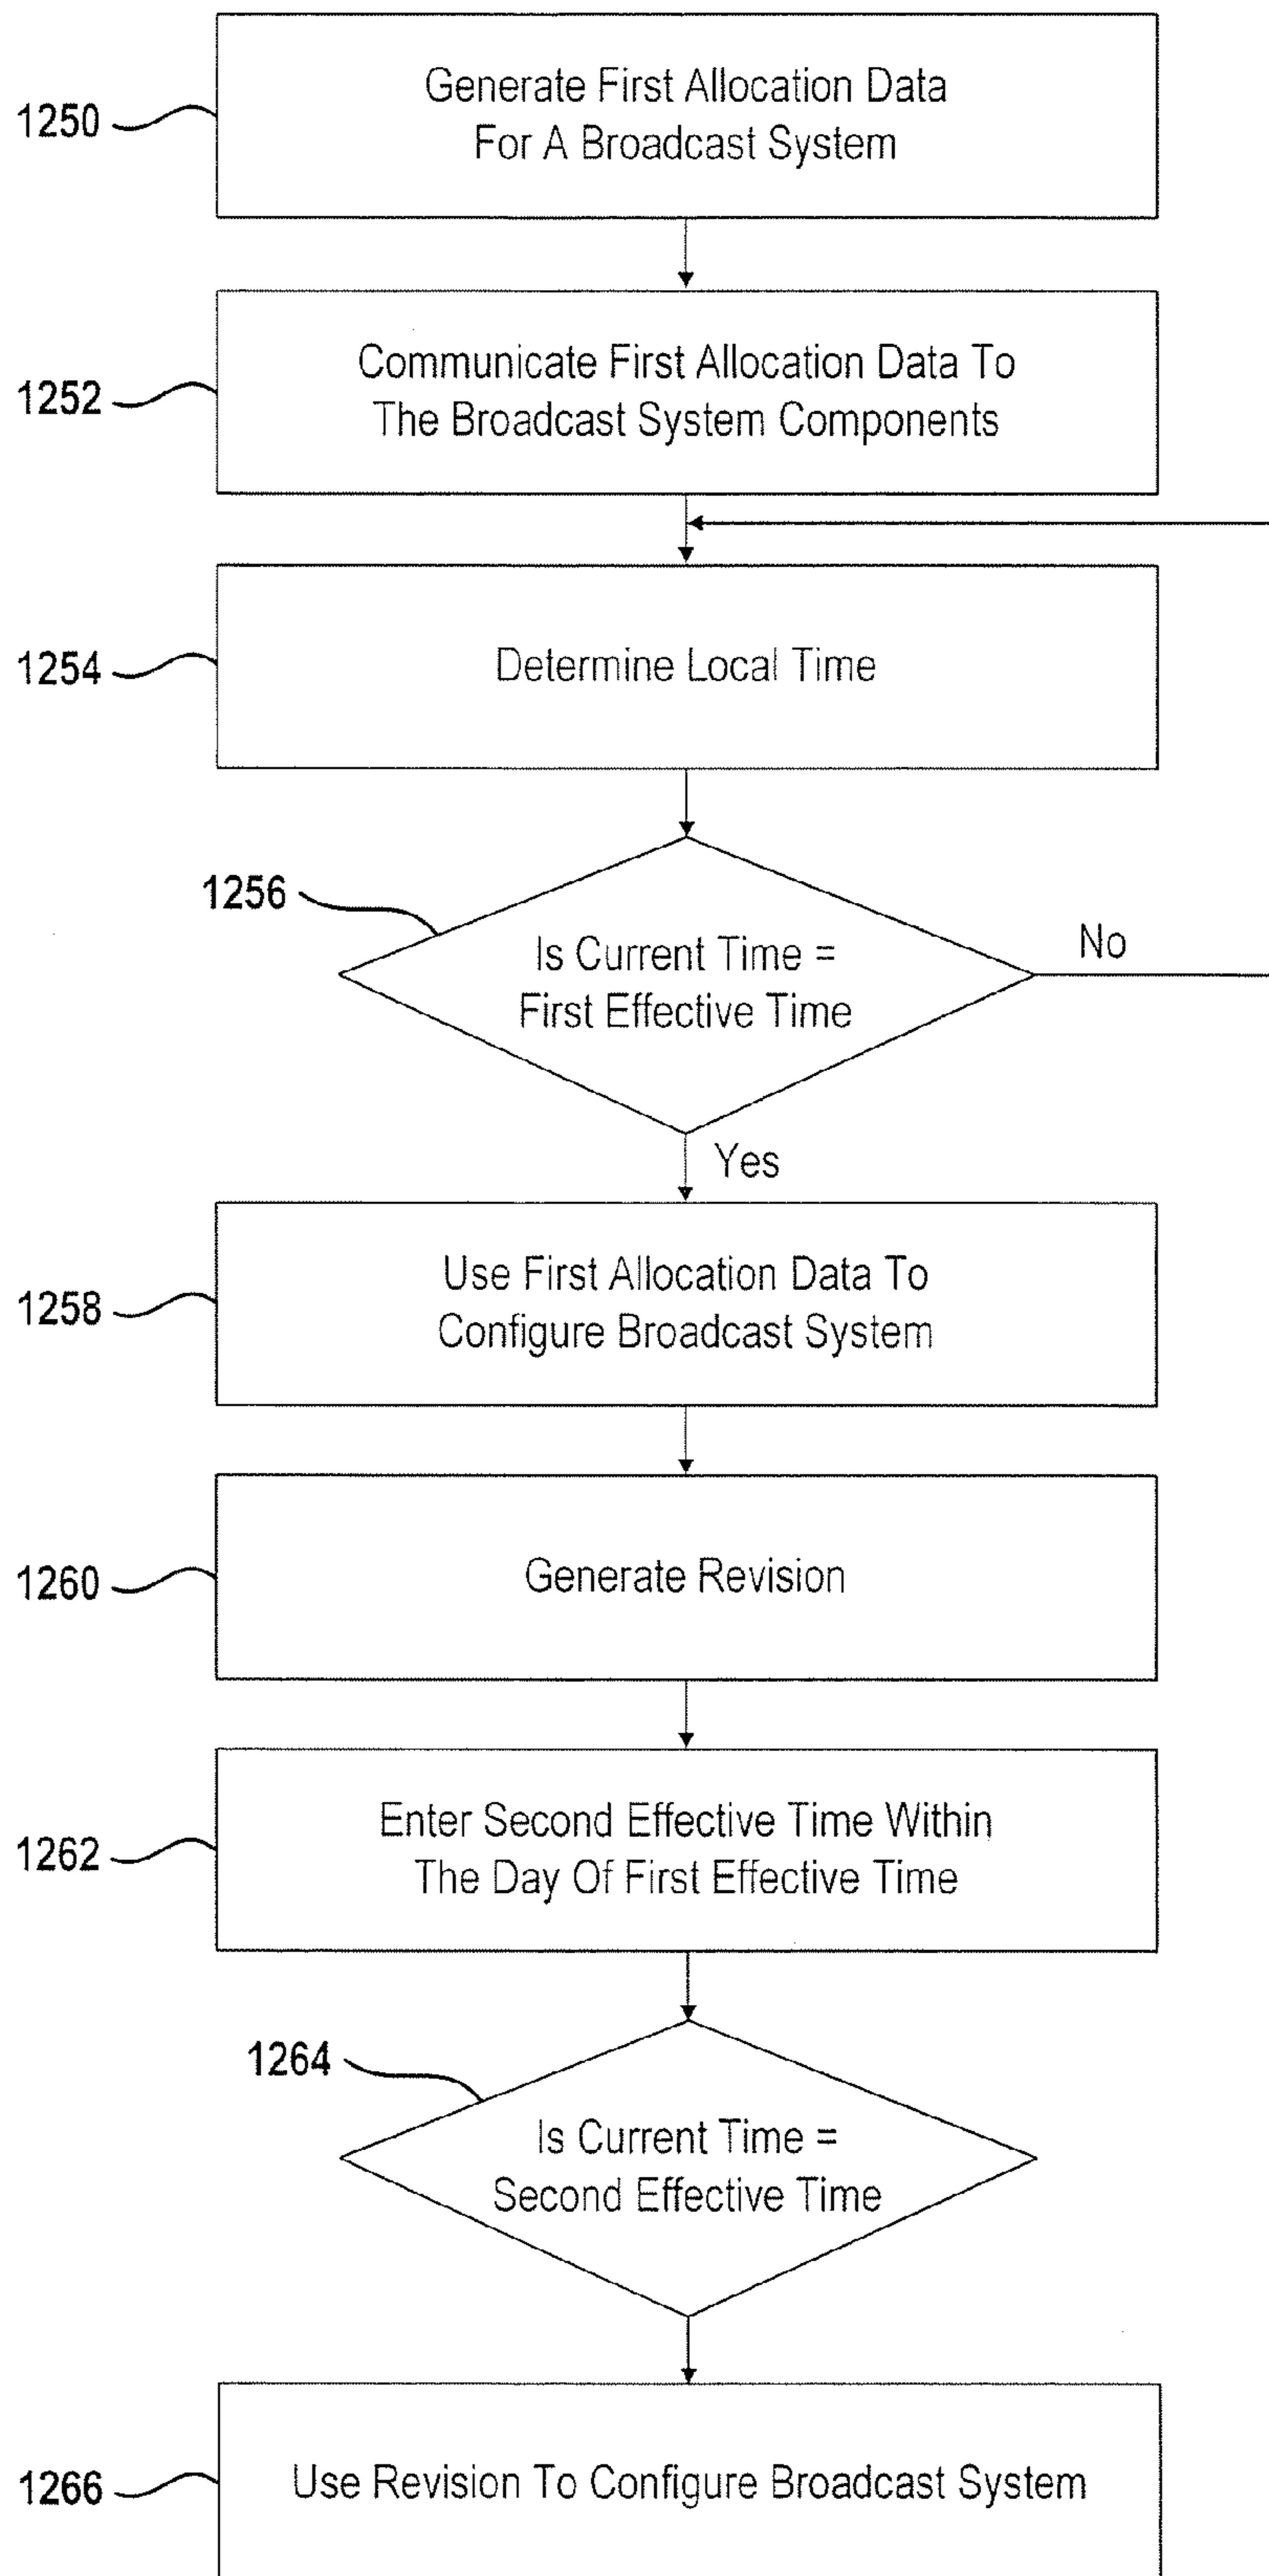 1250
Generate First Allocation Data
For A Broadcast System
1252
Communicate First Allocation Data To
The Broadcast System Components
1254
Determine Local Time
1256
Is Current Time =
First Effective Time
No
Yes
1258
Use First Allocation Data To
Configure Broadcast System
1260
Generate Revision
1262
Enter Second Effective Time Within
The Day Of First Effective Time
1264
Is Current Time =
Second Effective Time
1266
Use Revision To Configure Broadcast System